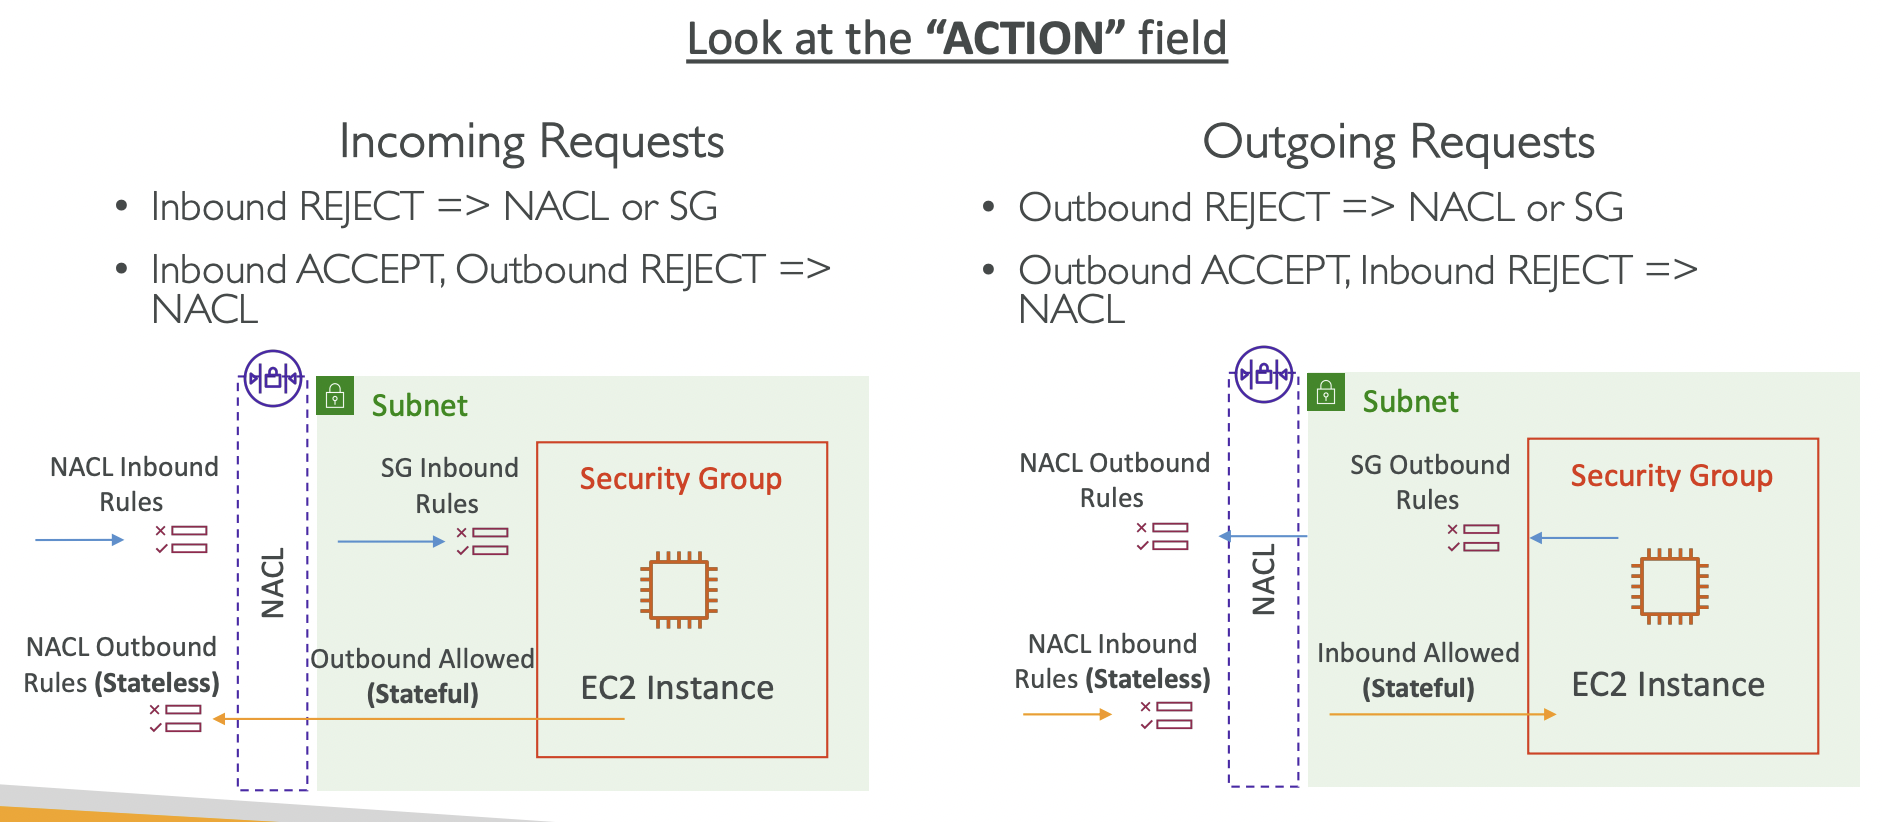 Look at the “ACTION” field
Incoming Requests
• Inbound REJECT => NACL or SG
• Inbound ACCEPT, Outbound REJECT =>
NACL
Subnet
NACL Inbound
Rules
SG Inbound
Rules
Security Group
NACL
NACL Outbound
Rules (Stateless)
Outbound Allowed
(Stateful)
EC2 Instance
Outgoing Requests
• Outbound REJECT => NACL or SG
• Outbound ACCEPT, Inbound REJECT =>
NACL
Subnet
NACL Outbound
Rules
SG Outbound
Rules
Security Group
NACL
NACL Inbound
Rules (Stateless)
Inbound Allowed
(Stateful)
EC2 Instance